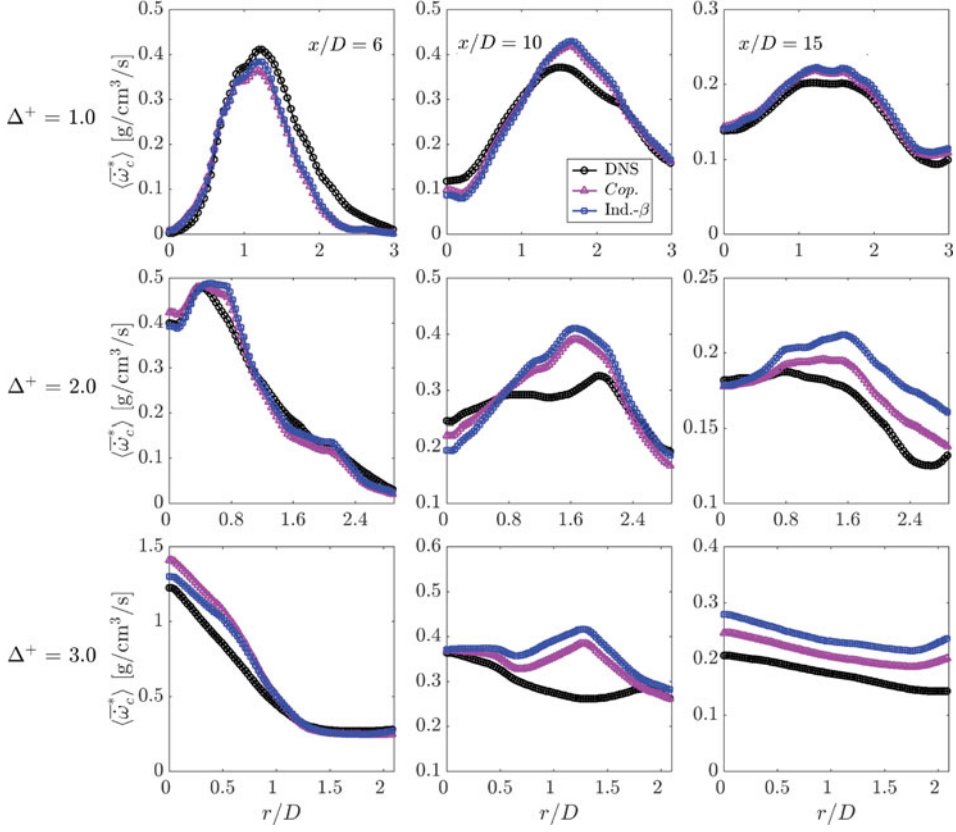 x/D = 6
x/D = 10
x/D = 15
Δ⁺ = 1.0
⟨\overline{ω̇}_c^*⟩ [g/cm³/s]
0.5
0.4
0.3
0.2
0.1
0
0 1 2 3
0.5
0.4
0.3
0.2
0.1
0
0 1 2 3
DNS
Cop.
Ind.-β
0.3
0.2
0.1
0
0 1 2 3
Δ⁺ = 2.0
⟨\overline{ω̇}_c^*⟩ [g/cm³/s]
0.5
0.4
0.3
0.2
0.1
0
0 0.8 1.6 2.4
0.5
0.4
0.3
0.2
0.1
0 0.8 1.6 2.4
0.25
0.2
0.15
0.1
0 0.8 1.6 2.4
Δ⁺ = 3.0
⟨\overline{ω̇}_c^*⟩ [g/cm³/s]
1.5
1
0.5
0
0 0.5 1 1.5 2
r/D
0.6
0.5
0.4
0.3
0.2
0.1
0 0.5 1 1.5 2
r/D
0.4
0.3
0.2
0.1
0
0 0.5 1 1.5 2
r/D